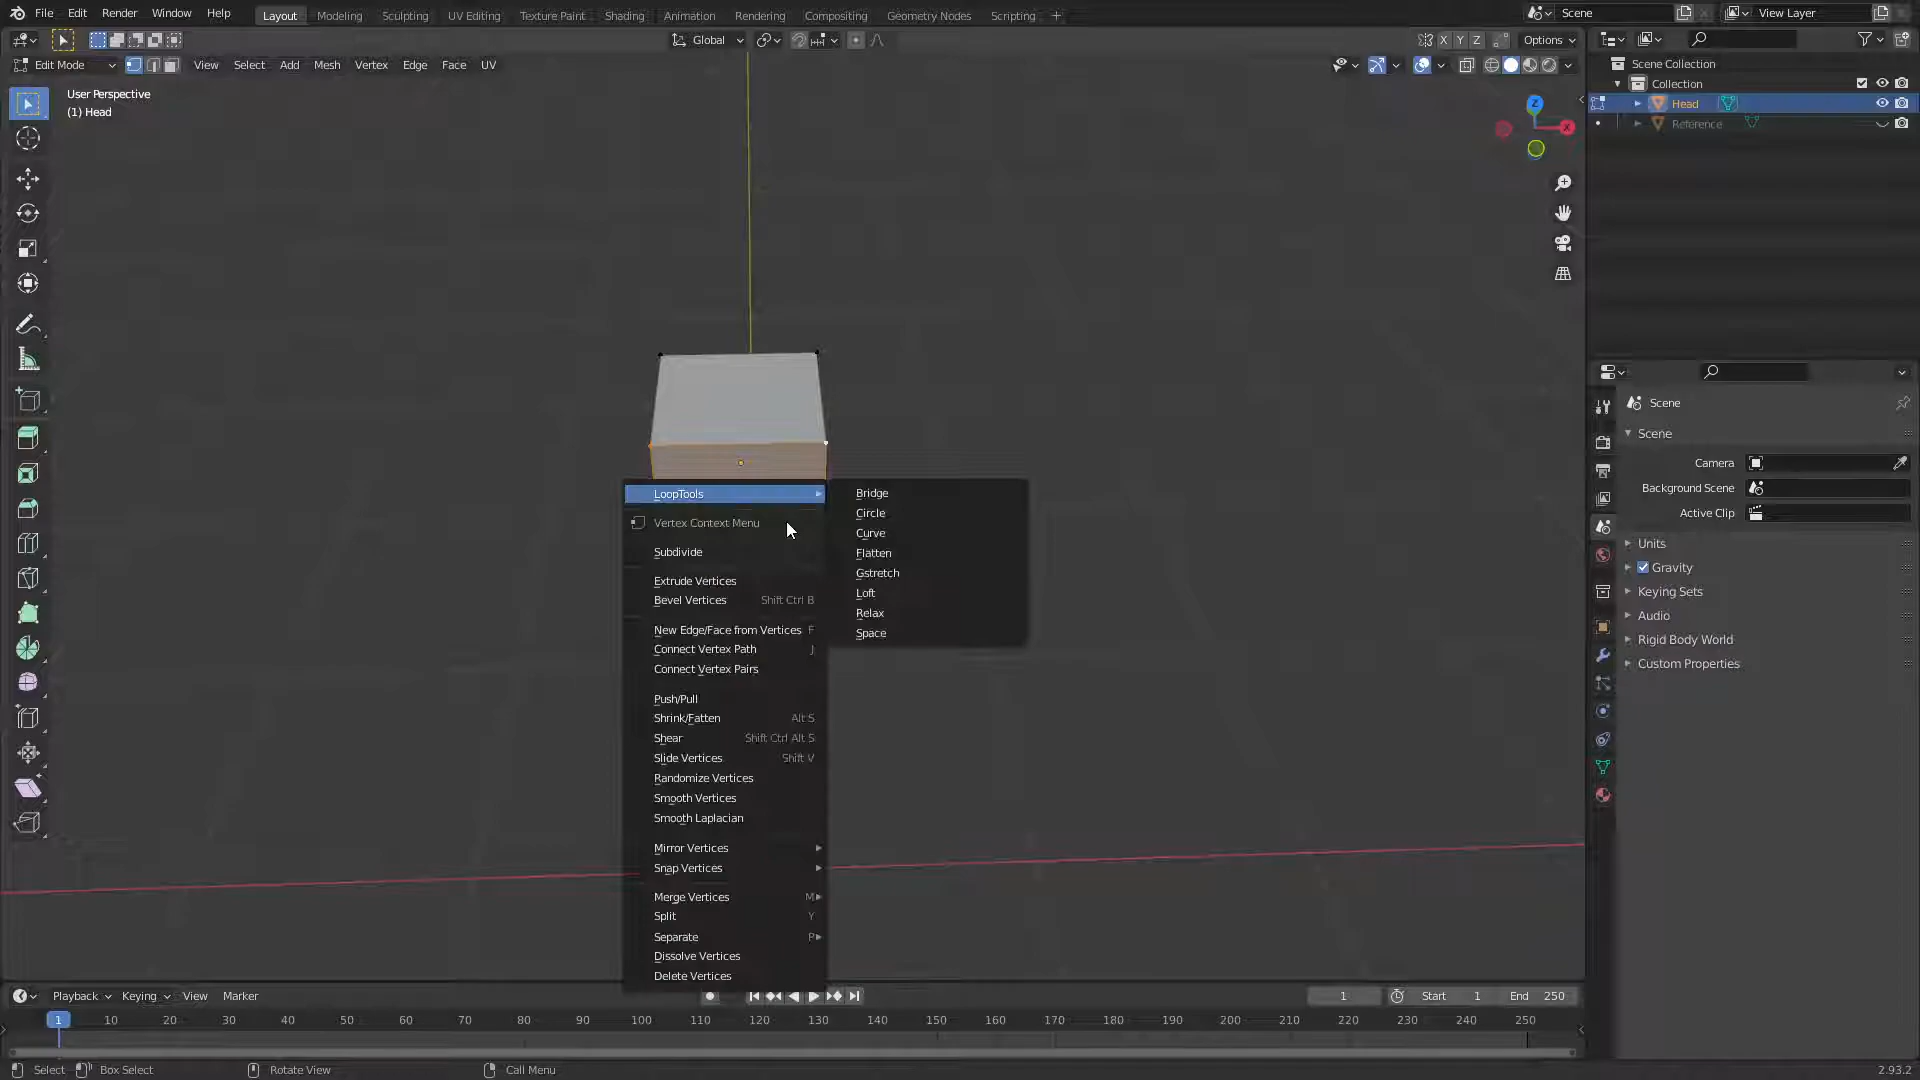 File Edit Render Window Help
Layout Modeling Sculpting UV Editing Texture Paint Shading Animation Rendering Compositing Geometry Nodes Scripting +
Scene
View Layer
Global
X Y Z
Options
Edit Mode
View Select Add Mesh Vertex Edge Face UV
User Perspective
(1) Head
Z
X
Scene Collection
Collection
Head
Reference
LoopTools
Vertex Context Menu
Subdivide
Extrude Vertices
Bevel Vertices Shift Ctrl B
New Edge/Face from Vertices F
Connect Vertex Path J
Connect Vertex Pairs
Push/Pull
Shrink/Fatten Alt S
Shear Shift Ctrl Alt S
Slide Vertices Shift V
Randomize Vertices
Smooth Vertices
Smooth Laplacian
Mirror Vertices
Snap Vertices
Merge Vertices M
Split Y
Separate P
Dissolve Vertices
Delete Vertices
Bridge
Circle
Curve
Flatten
Gstretch
Loft
Relax
Space
Scene
Scene
Camera
Background Scene
Active Clip
Units
Gravity
Keying Sets
Audio
Rigid Body World
Custom Properties
Playback Keying View Marker
1 Start 1 End 250
1 10 20 30 40 50 60 70 80 90 100 110 120 130 140 150 160 170 180 190 200 210 220 230 240 250
Select Box Select Rotate View Call Menu 2.93.2